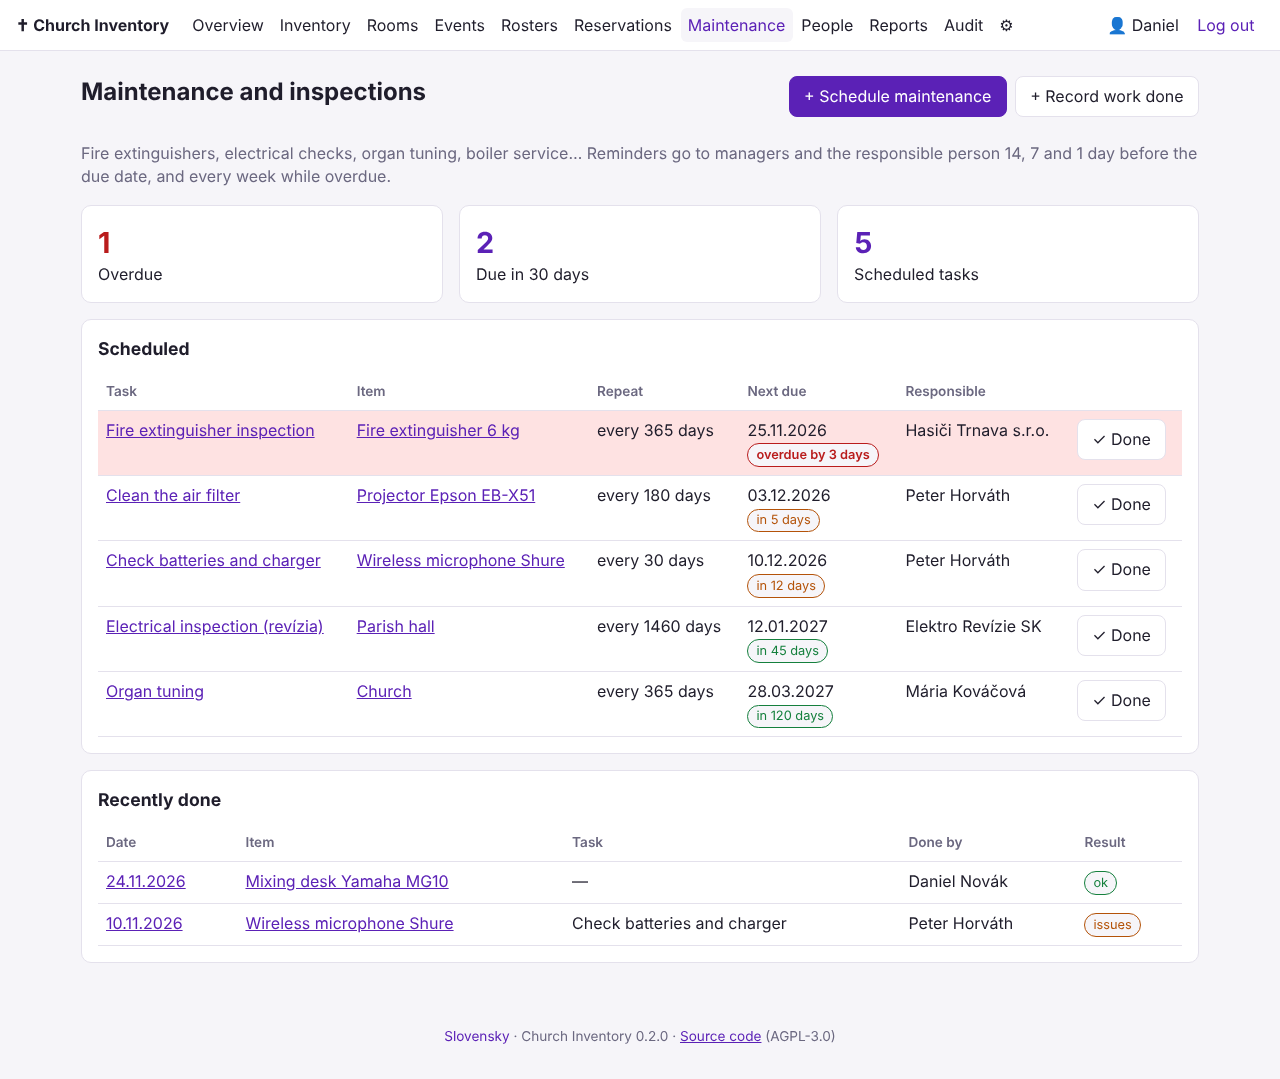 ✝ Church Inventory Overview Inventory Rooms Events Rosters Reservations Maintenance People Reports Audit ⚙ 👤 Daniel Log out
Maintenance and inspections
+ Schedule maintenance
+ Record work done
Fire extinguishers, electrical checks, organ tuning, boiler service… Reminders go to managers and the responsible person 14, 7 and 1 day before the
due date, and every week while overdue.
1
Overdue
2
Due in 30 days
5
Scheduled tasks
Scheduled
Task Item Repeat Next due Responsible
Fire extinguisher inspection Fire extinguisher 6 kg every 365 days 25.11.2026 Hasiči Trnava s.r.o. ✓ Done
overdue by 3 days
Clean the air filter Projector Epson EB-X51 every 180 days 03.12.2026 Peter Horváth ✓ Done
in 5 days
Check batteries and charger Wireless microphone Shure every 30 days 10.12.2026 Peter Horváth ✓ Done
in 12 days
Electrical inspection (revízia) Parish hall every 1460 days 12.01.2027 Elektro Revízie SK ✓ Done
in 45 days
Organ tuning Church every 365 days 28.03.2027 Mária Kováčová ✓ Done
in 120 days
Recently done
Date Item Task Done by Result
24.11.2026 Mixing desk Yamaha MG10 — Daniel Novák ok
10.11.2026 Wireless microphone Shure Check batteries and charger Peter Horváth issues
Slovensky · Church Inventory 0.2.0 · Source code (AGPL-3.0)